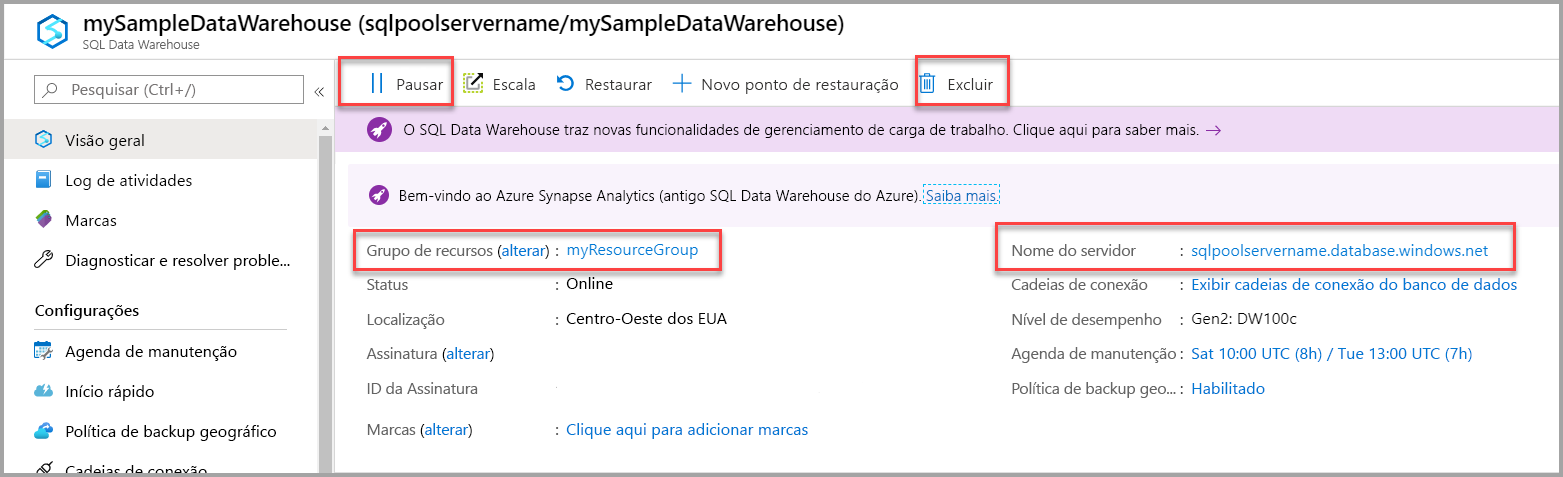 mySampleDataWarehouse (sqlpoolservername/mySampleDataWarehouse)
SQL Data Warehouse
Pesquisar (Ctrl+/)
«
Visão geral
Log de atividades
Marcas
Diagnosticar e resolver proble...
Configurações
Agenda de manutenção
Início rápido
Política de backup geográfico
Cadeias de conexão
Pausar Escala Restaurar Novo ponto de restauração Excluir
O SQL Data Warehouse traz novas funcionalidades de gerenciamento de carga de trabalho. Clique aqui para saber mais. →
Bem-vindo ao Azure Synapse Analytics (antigo SQL Data Warehouse do Azure). Saiba mais.
Grupo de recursos (alterar) : myResourceGroup
Status : Online
Localização : Centro-Oeste dos EUA
Assinatura (alterar)
ID da Assinatura
Marcas (alterar) : Clique aqui para adicionar marcas
Nome do servidor : sqlpoolservername.database.windows.net
Cadeias de conexão : Exibir cadeias de conexão do banco de dados
Nível de desempenho : Gen2: DW100c
Agenda de manutenção : Sat 10:00 UTC (8h) / Tue 13:00 UTC (7h)
Política de backup geo... : Habilitado